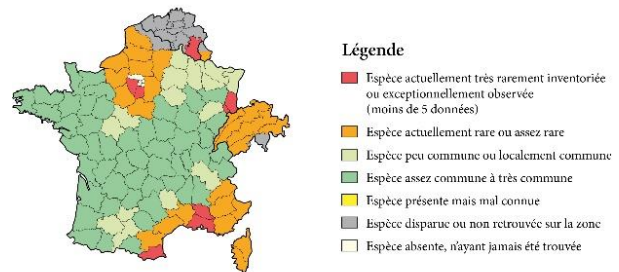 Légende
Espèce actuellement très rarement inventoriée
ou exceptionnellement observée
(moins de 5 données)
Espèce actuellement rare ou assez rare
Espèce peu commune ou localement commune
Espèce assez commune à très commune
Espèce présente mais mal connue
Espèce disparue ou non retrouvée sur la zone
Espèce absente, n'ayant jamais été trouvée